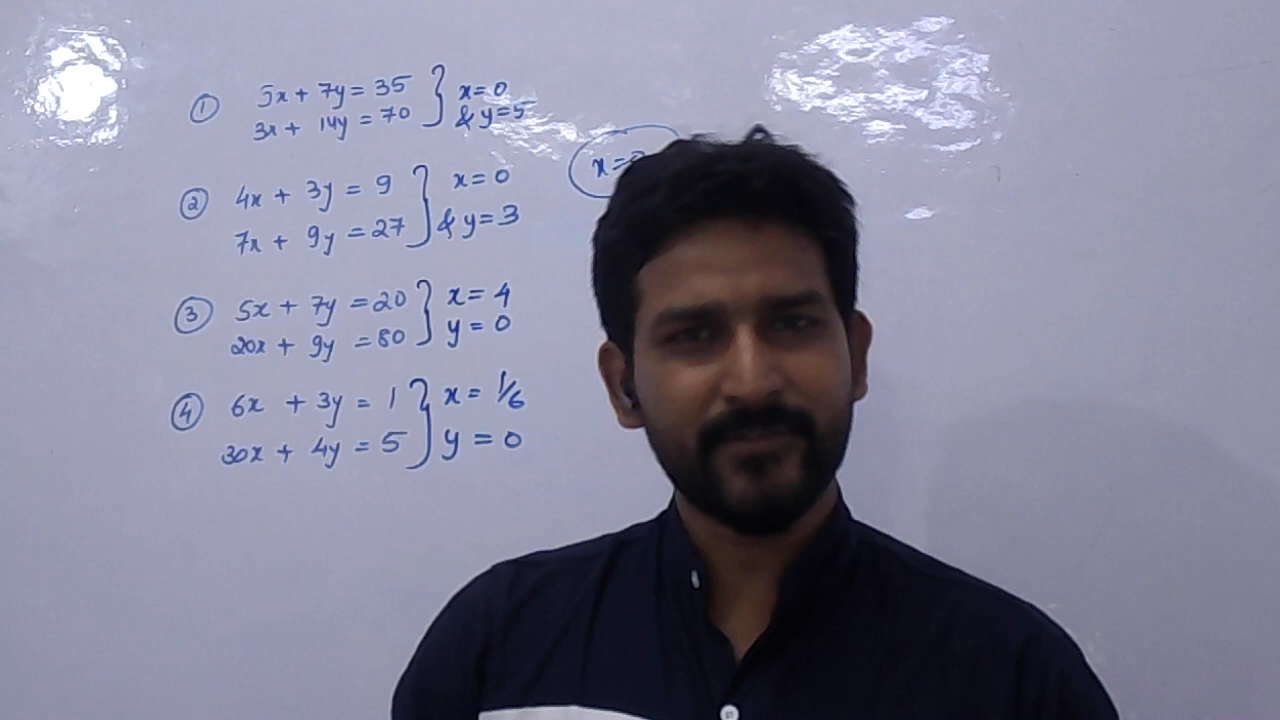 ① 5x + 7y = 35 } x = 0
3x + 14y = 70 & y = 5
x =
② 4x + 3y = 9 } x = 0
7x + 9y = 27 & y = 3
③ 5x + 7y = 20 } x = 4
20x + 9y = 80 y = 0
④ 6x + 3y = 1 } x = 1/6
30x + 4y = 5 y = 0